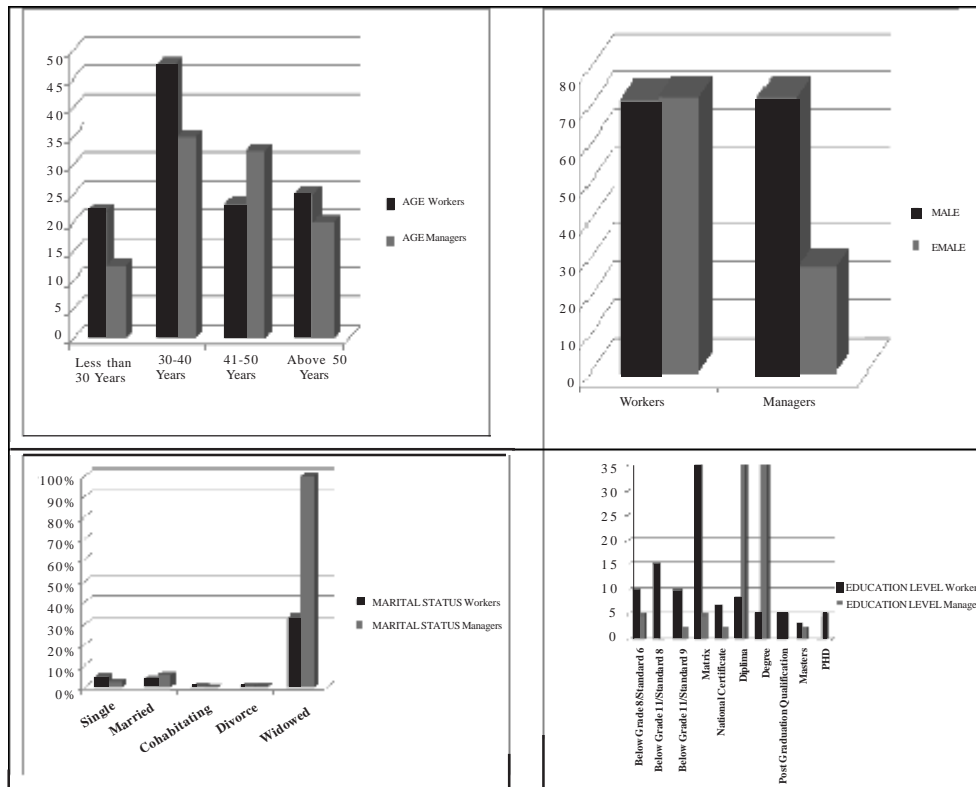 50
45
40
35
30
25
20
15
10
5
0
Less than
30 Years
30-40
Years
41-50
Years
Above 50
Years
AGE Workers
AGE Managers
80
70
60
50
40
30
20
10
0
Workers
Managers
MALE
EMALE
100%
90%
80%
70%
60%
50%
40%
30%
20%
10%
0%
Single
Married
Cohabitating
Divorce
Widowed
MARITAL STATUS Workers
MARITAL STATUS Managers
35
30
25
20
15
10
5
0
Below Grade 8/Standard 6
Below Grade 11/Standard 8
Below Grade 11/Standard 9
Matrix
National Certificate
Diplima
Degree
Post Graduation Qualification
Masters
PHD
EDUCATION LEVEL Worker
EDUCATION LEVEL Manage